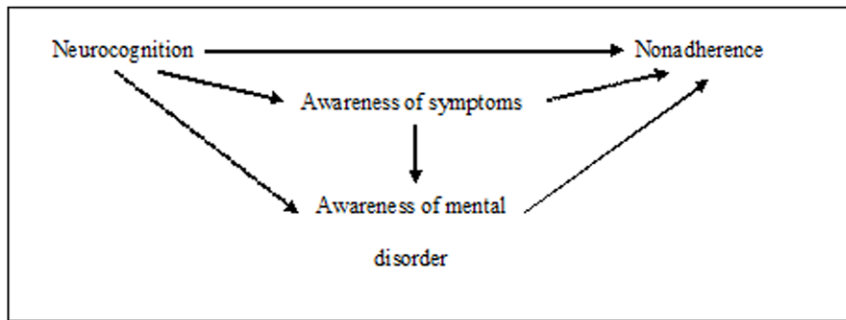 Neurocognition
Nonadherence
Awareness of symptoms
Awareness of mental
disorder